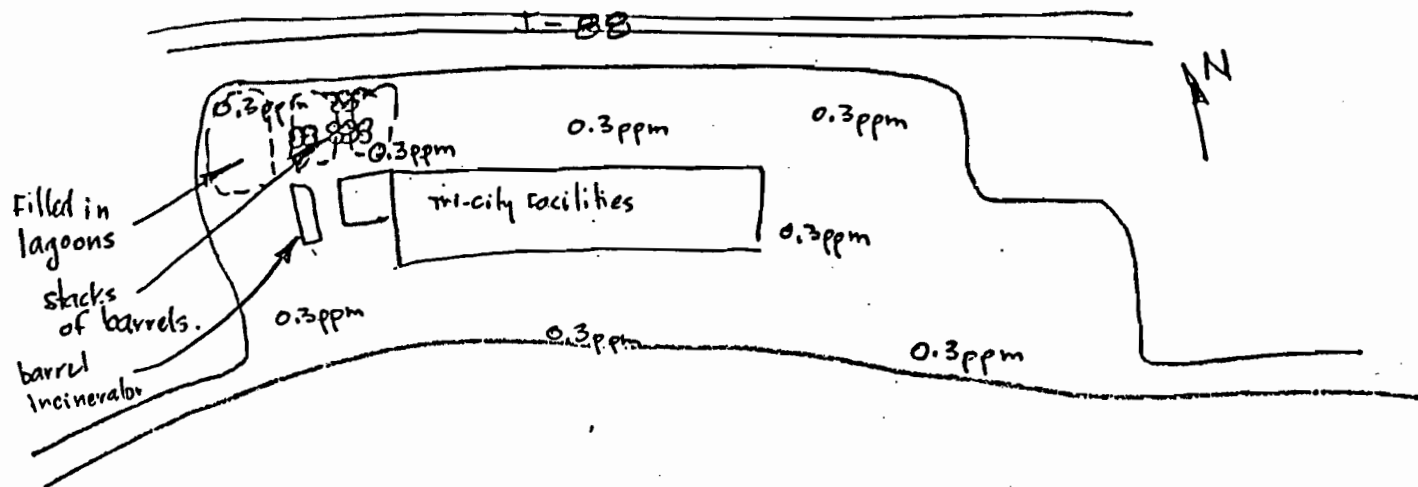 I-88
N
0.3ppm
0.3ppm
0.3ppm
0.3ppm
Tri-city Facilities
0.3ppm
Filled in
lagoons
stacks
of barrels.
0.3ppm
0.3ppm
0.3ppm
barrel
incinerator